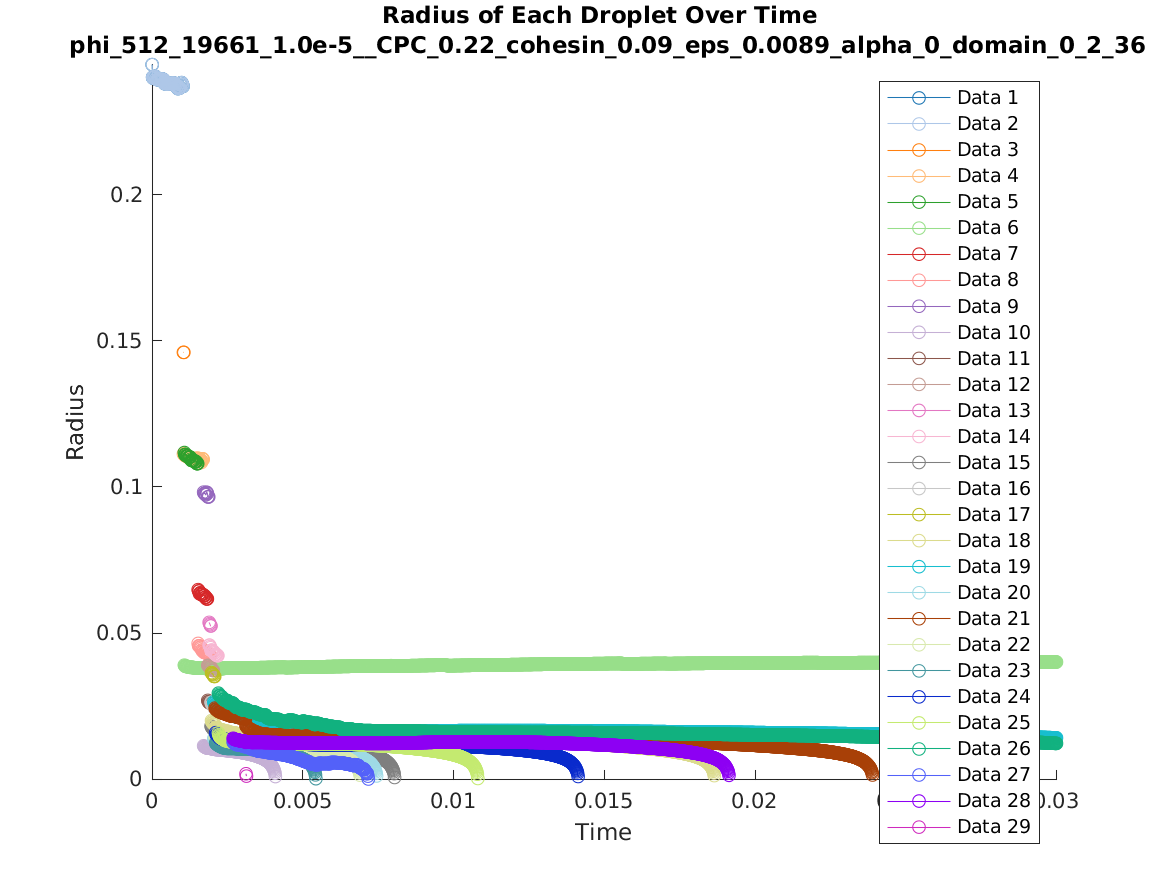 Radius of Each Droplet Over Time
phi_512_19661_1.0e-5__CPC_0.22_cohesin_0.09_eps_0.0089_alpha_0_domain_0_2_36
0.2
0.15
0.1
0.05
0
Radius
0
0.005
0.01
0.015
0.02
0.03
Time
Data 1
Data 2
Data 3
Data 4
Data 5
Data 6
Data 7
Data 8
Data 9
Data 10
Data 11
Data 12
Data 13
Data 14
Data 15
Data 16
Data 17
Data 18
Data 19
Data 20
Data 21
Data 22
Data 23
Data 24
Data 25
Data 26
Data 27
Data 28
Data 29